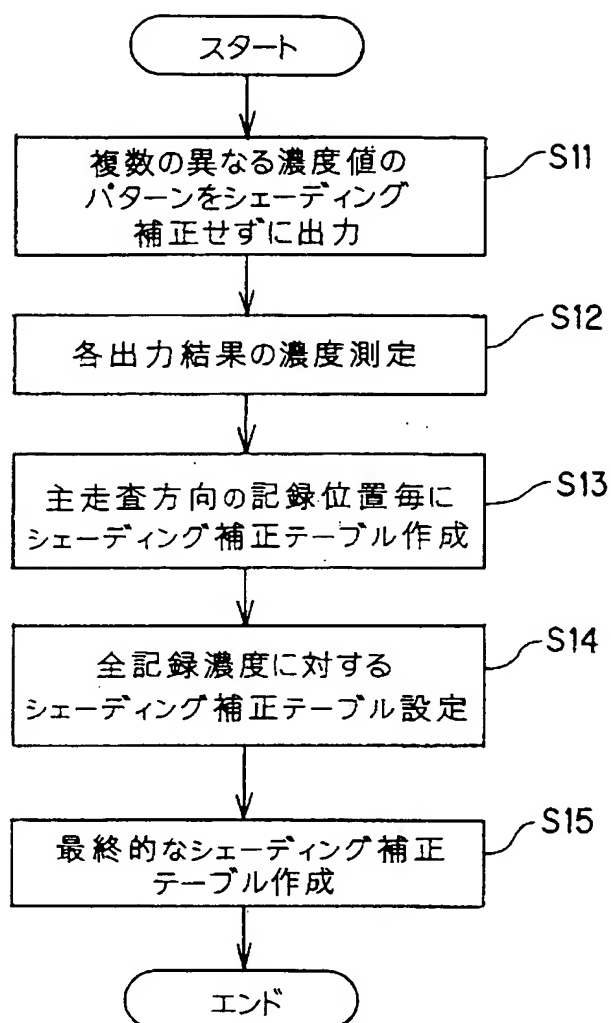 スタート
複数の異なる濃度値の
パターンをシェーディング
補正せずに出力
S11
各出力結果の濃度測定
S12
主走査方向の記録位置毎に
シェーディング補正テーブル作成
S13
全記録濃度に対する
シェーディング補正テーブル設定
S14
最終的なシェーディング補正
テーブル作成
S15
エンド